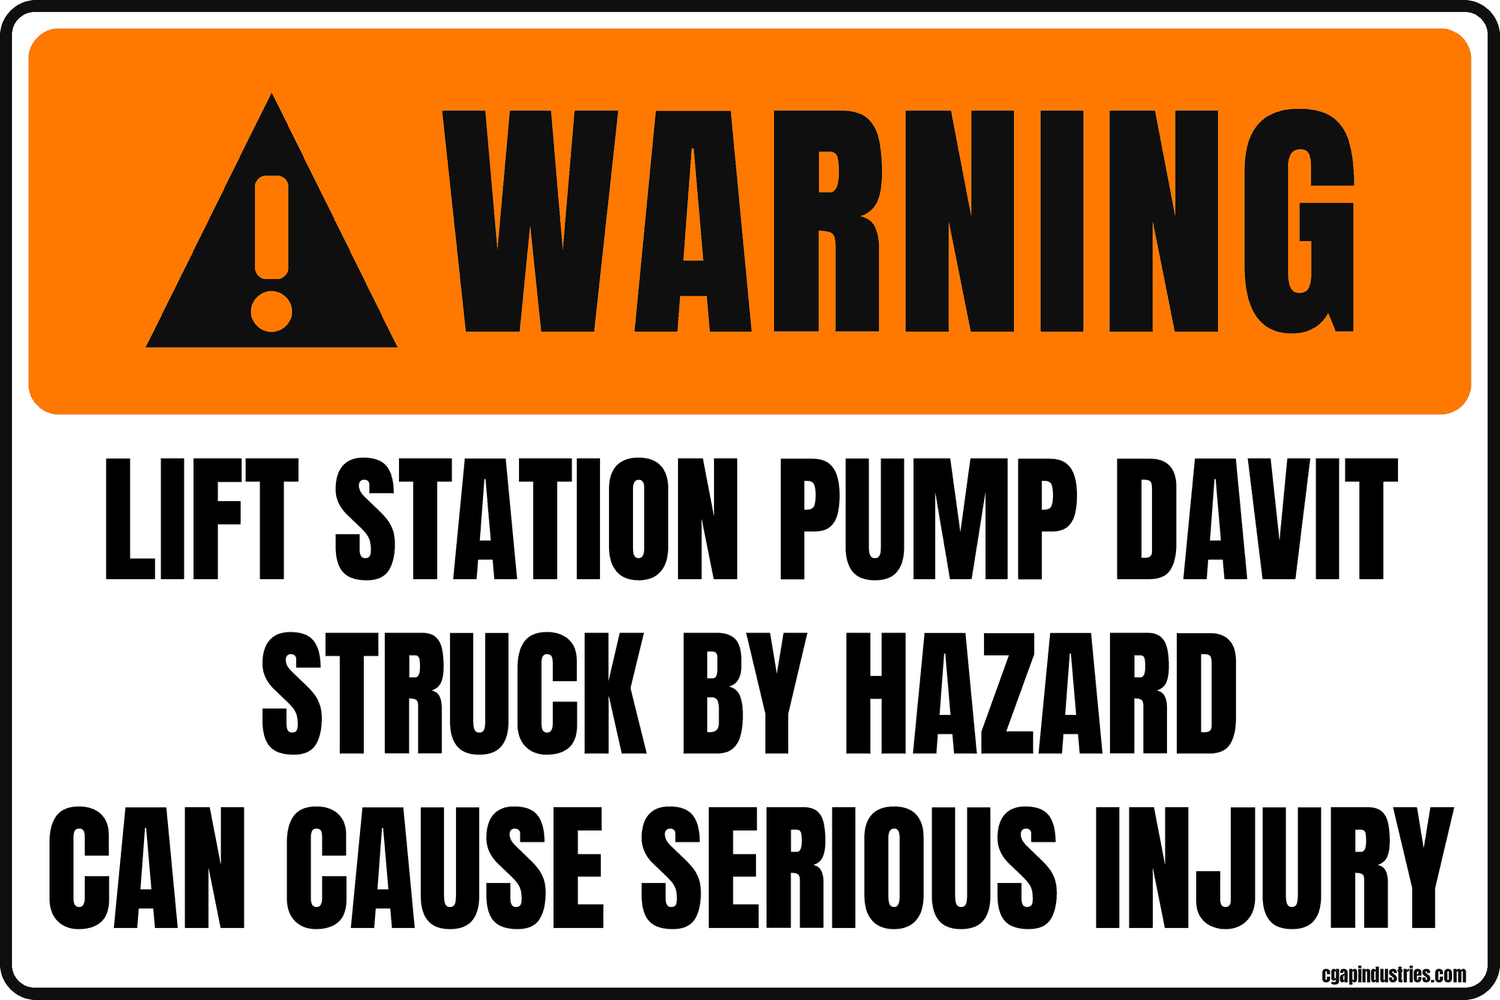 WARNING
LIFT STATION PUMP DAVIT
STRUCK BY HAZARD
CAN CAUSE SERIOUS INJURY
cgapindustries.com